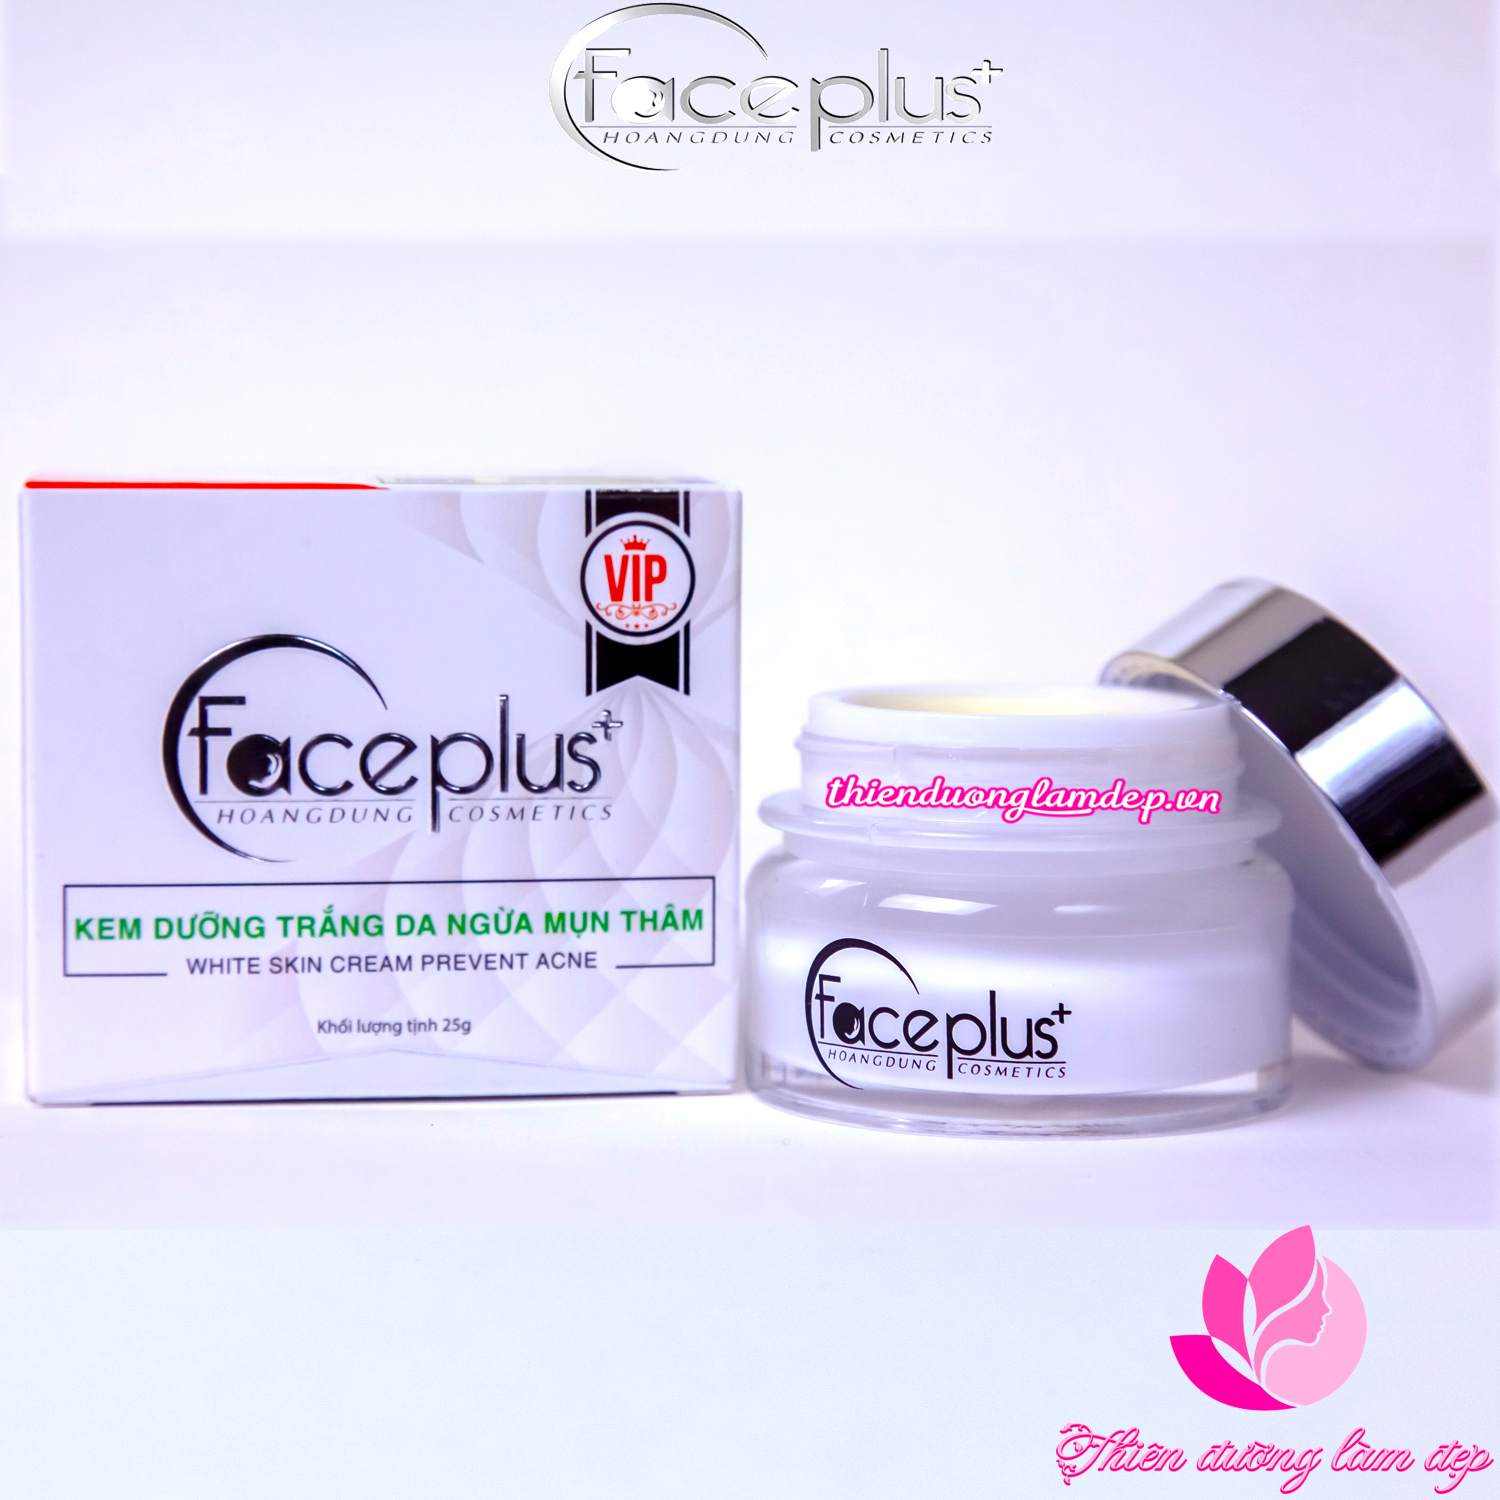 Faceplus+
HOANGDUNG COSMETICS
VIP
Faceplus+
HOANGDUNG COSMETICS
KEM DƯỠNG TRẮNG DA NGỪA MỤN THÂM
WHITE SKIN CREAM PREVENT ACNE
Khối lượng tịnh 25g
thienduonglamdep.vn
Faceplus+
HOANGDUNG COSMETICS
Thiên đường làm đẹp